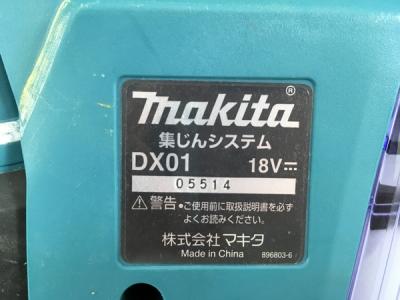 makita®
集じんシステム
DX01 18V⎓
05514
⚠警告 •ご使用前に取扱説明書を必ず
よくお読みください。
株式会社 マキタ
Made in China 896803-6